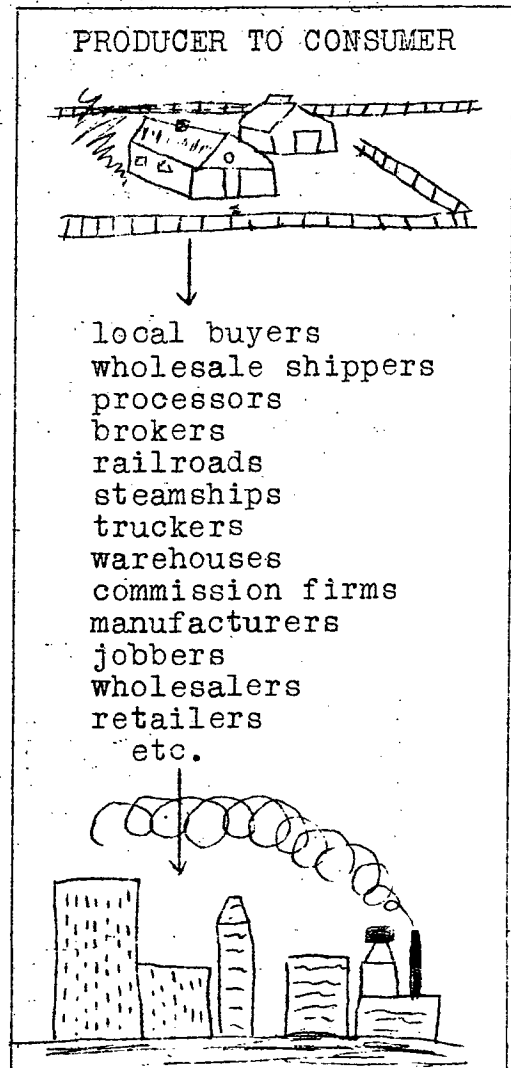 PRODUCER TO CONSUMER
local buyers
wholesale shippers
processors
brokers
railroads
steamships
truckers
warehouses
commission firms
manufacturers
jobbers
wholesalers
retailers
etc.